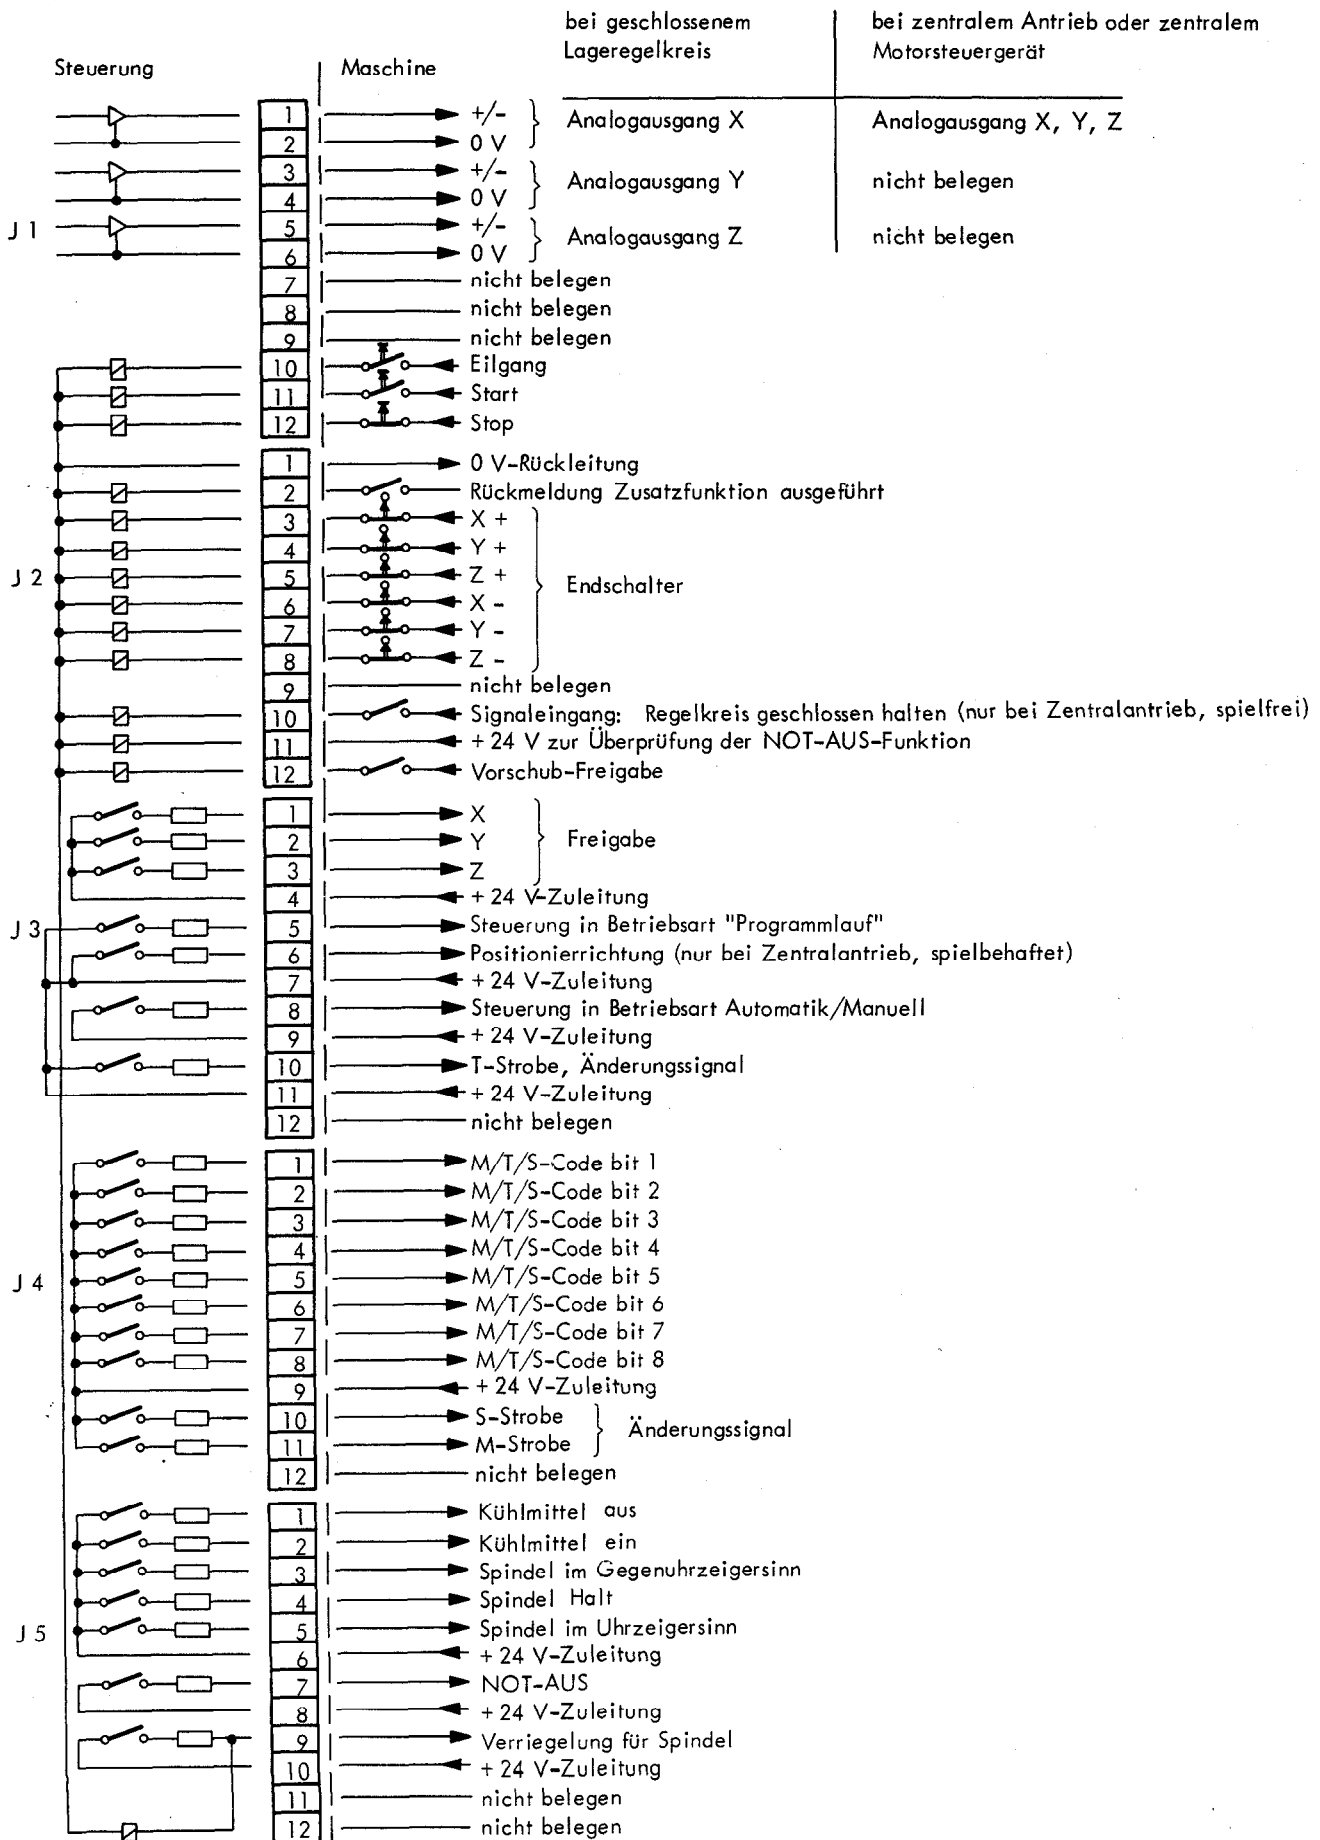 bei geschlossenem Lageregelkreis
bei zentralem Antrieb oder zentralem Motorsteuergerät
Steuerung
Maschine
J 1
1 +/-
2 0 V
Analogausgang X
Analogausgang X, Y, Z
3 +/-
4 0 V
Analogausgang Y
nicht belegen
5 +/-
6 0 V
Analogausgang Z
nicht belegen
7 nicht belegen
8 nicht belegen
9 nicht belegen
10 Eilgang
11 Start
12 Stop
J 2
1 0 V-Rückleitung
2 Rückmeldung Zusatzfunktion ausgeführt
3 X +
4 Y +
5 Z +
6 X -
7 Y -
8 Z -
Endschalter
9 nicht belegen
10 Signaleingang: Regelkreis geschlossen halten (nur bei Zentralantrieb, spielfrei)
11 + 24 V zur Überprüfung der NOT-AUS-Funktion
12 Vorschub-Freigabe
J 3
1 X
2 Y
3 Z
Freigabe
4 + 24 V-Zuleitung
5 Steuerung in Betriebsart "Programmlauf"
6 Positionierrichtung (nur bei Zentralantrieb, spielbehaftet)
7 + 24 V-Zuleitung
8 Steuerung in Betriebsart Automatik/Manuell
9 + 24 V-Zuleitung
10 T-Strobe, Änderungssignal
11 + 24 V-Zuleitung
12 nicht belegen
J 4
1 M/T/S-Code bit 1
2 M/T/S-Code bit 2
3 M/T/S-Code bit 3
4 M/T/S-Code bit 4
5 M/T/S-Code bit 5
6 M/T/S-Code bit 6
7 M/T/S-Code bit 7
8 M/T/S-Code bit 8
9 + 24 V-Zuleitung
10 S-Strobe
11 M-Strobe
Änderungssignal
12 nicht belegen
J 5
1 Kühlmittel aus
2 Kühlmittel ein
3 Spindel im Gegenuhrzeigersinn
4 Spindel Halt
5 Spindel im Uhrzeigersinn
6 + 24 V-Zuleitung
7 NOT-AUS
8 + 24 V-Zuleitung
9 Verriegelung für Spindel
10 + 24 V-Zuleitung
11 nicht belegen
12 nicht belegen